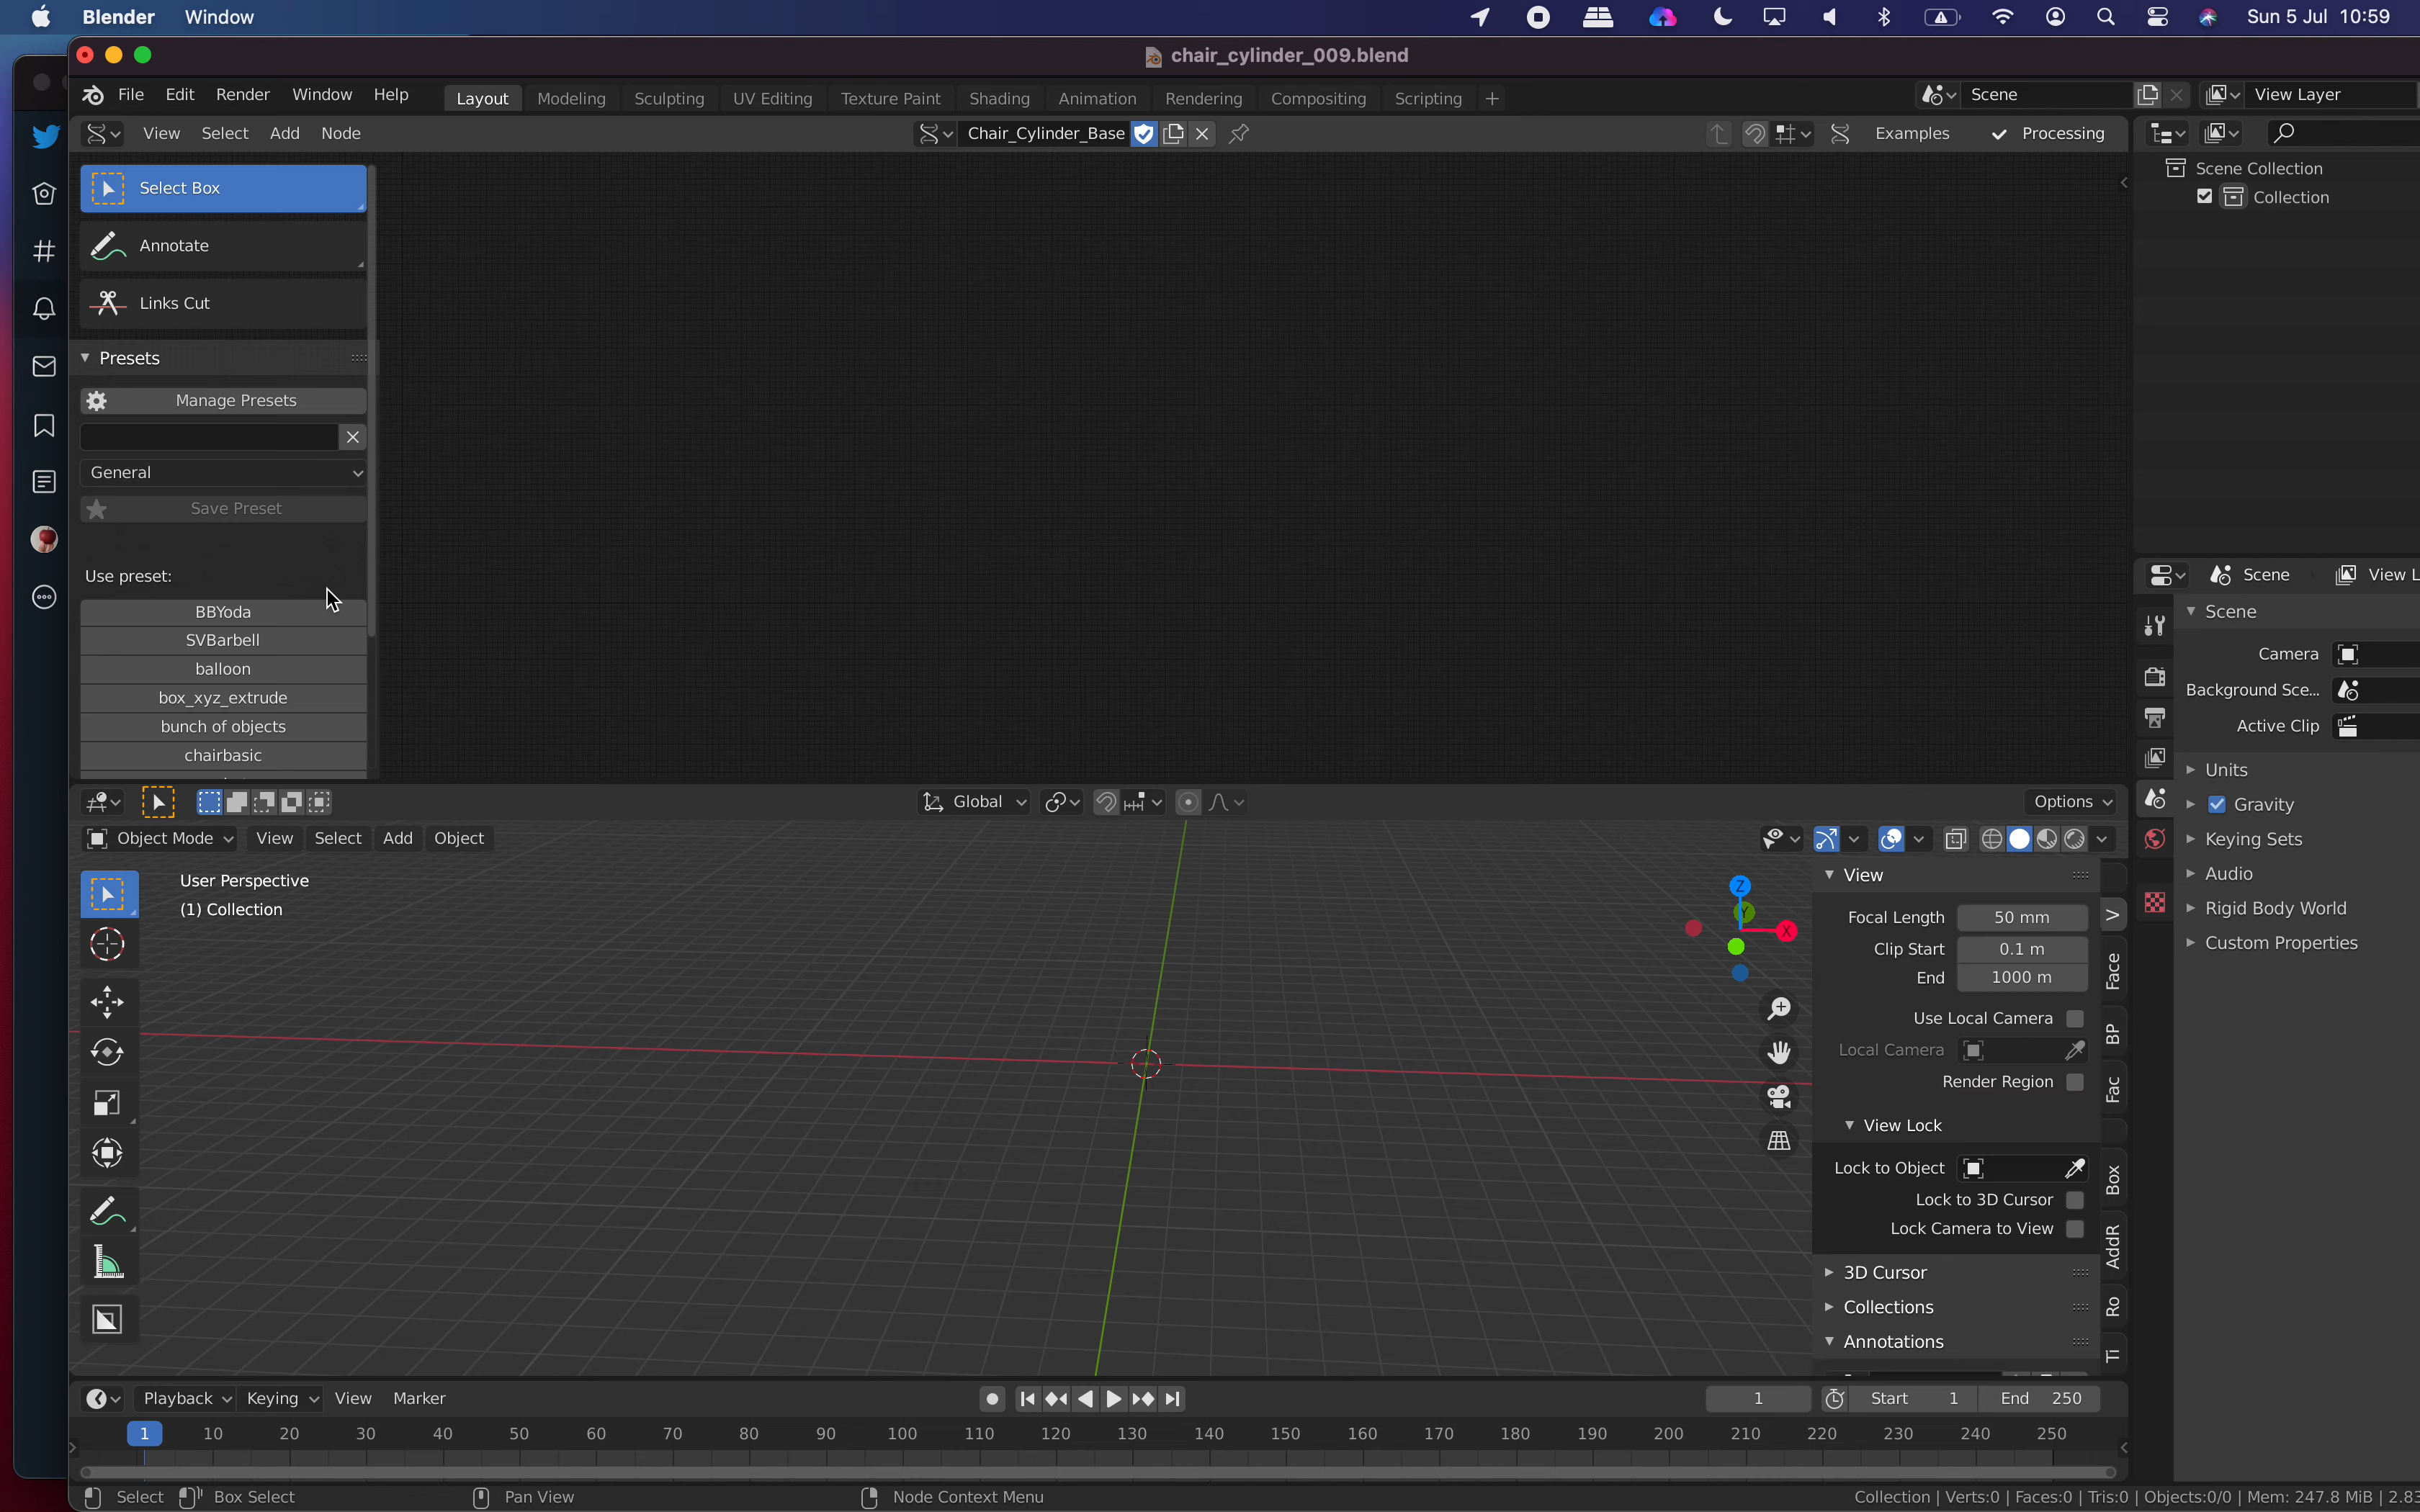 Blender Window Sun 5 Jul 10:59
chair_cylinder_009.blend
File Edit Render Window Help Layout Modeling Sculpting UV Editing Texture Paint Shading Animation Rendering Compositing Scripting + Scene View Layer
View Select Add Node Chair_Cylinder_Base Examples Processing
Select Box
Annotate
Links Cut
Presets
Manage Presets
General
Save Preset
Use preset:
BBYoda
SVBarbell
balloon
box_xyz_extrude
bunch of objects
chairbasic
Scene Collection
Collection
Scene View L
Scene
Camera
Background Sce...
Active Clip
Units
Gravity
Keying Sets
Audio
Rigid Body World
Custom Properties
Global Options
Object Mode View Select Add Object
User Perspective
(1) Collection
Z
Y
X
View
Focal Length 50 mm
Clip Start 0.1 m
End 1000 m
Use Local Camera
Local Camera
Render Region
View Lock
Lock to Object
Lock to 3D Cursor
Lock Camera to View
3D Cursor
Collections
Annotations
V
Face
BP
Fac
Box
AddR
Ro
Ti
Playback Keying View Marker 1 Start 1 End 250
1 10 20 30 40 50 60 70 80 90 100 110 120 130 140 150 160 170 180 190 200 210 220 230 240 250
Select Box Select Pan View Node Context Menu Collection | Verts:0 | Faces:0 | Tris:0 | Objects:0/0 | Mem: 247.8 MiB | 2.83